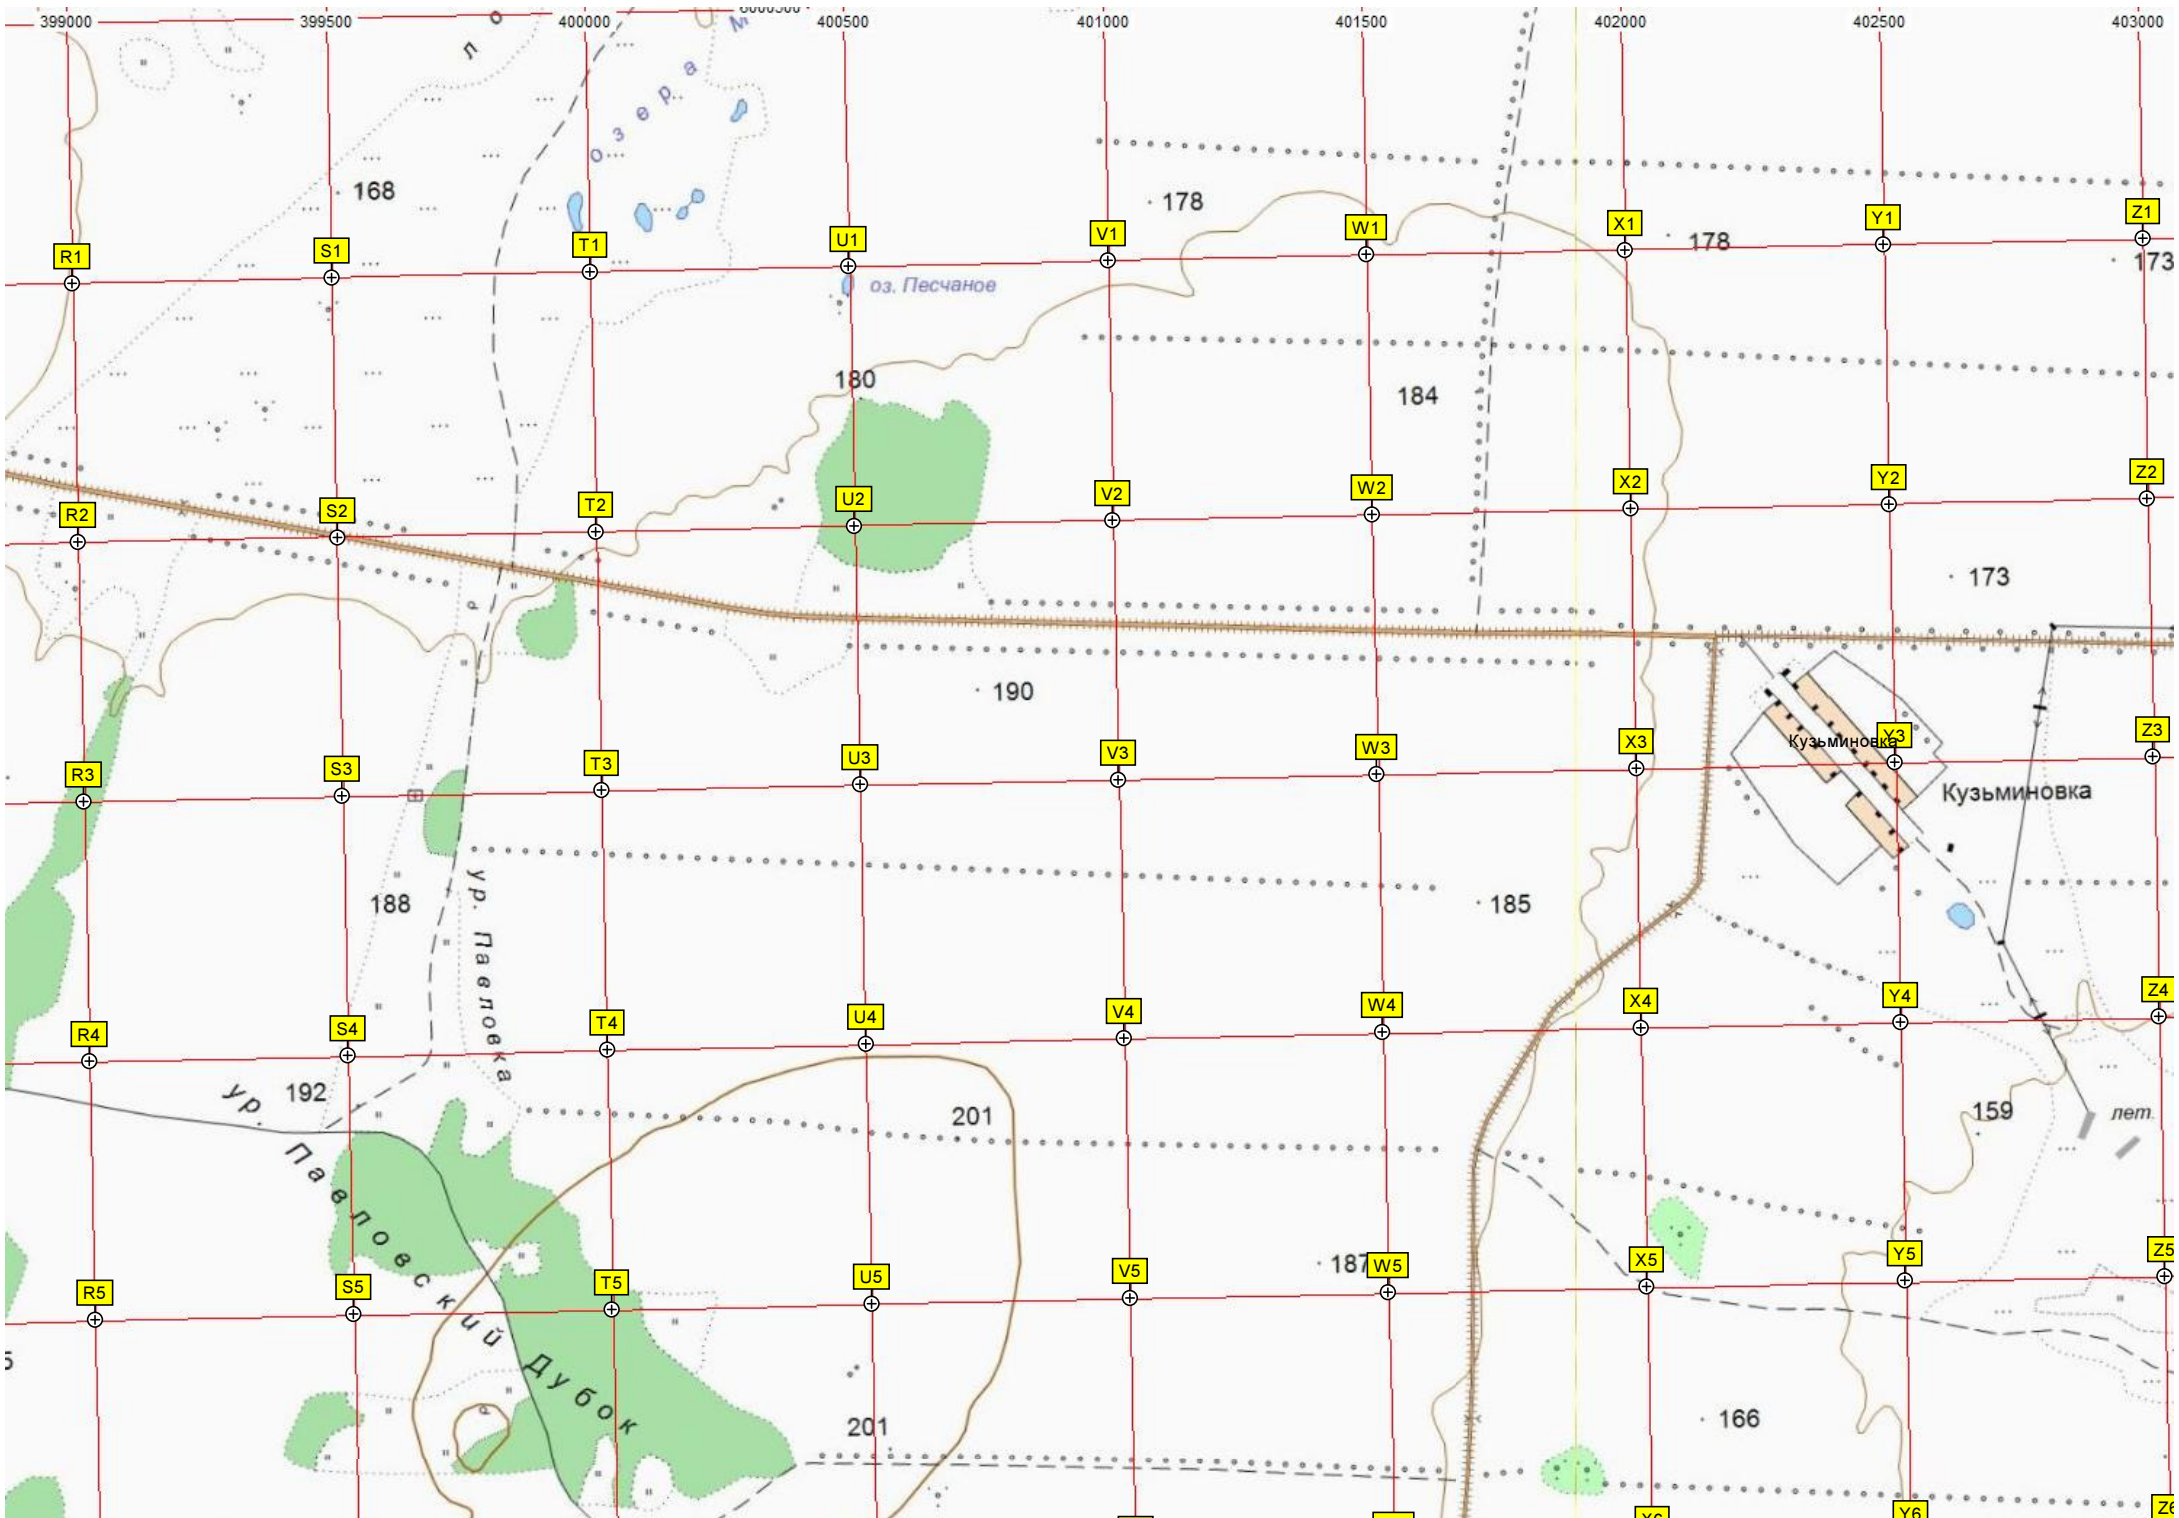 399000 399500 400000 400500 401000 401500 402000 402500 403000
л о
озера М
168
178
178
173
R1 S1 T1 U1 V1 W1 X1 Y1 Z1
оз. Песчаное
180
184
R2 S2 T2 U2 V2 W2 X2 Y2 Z2
173
190
Кузьминовка
R3 S3 T3 U3 V3 W3 X3 Y3 Z3
Кузьминовка
188
185
ур. Павловка
R4 S4 T4 U4 V4 W4 X4 Y4 Z4
192
201
159
лет.
ур. Павловский Дубок
187
R5 S5 T5 U5 V5 W5 X5 Y5 Z5
201
166
X6 Y6 Z6